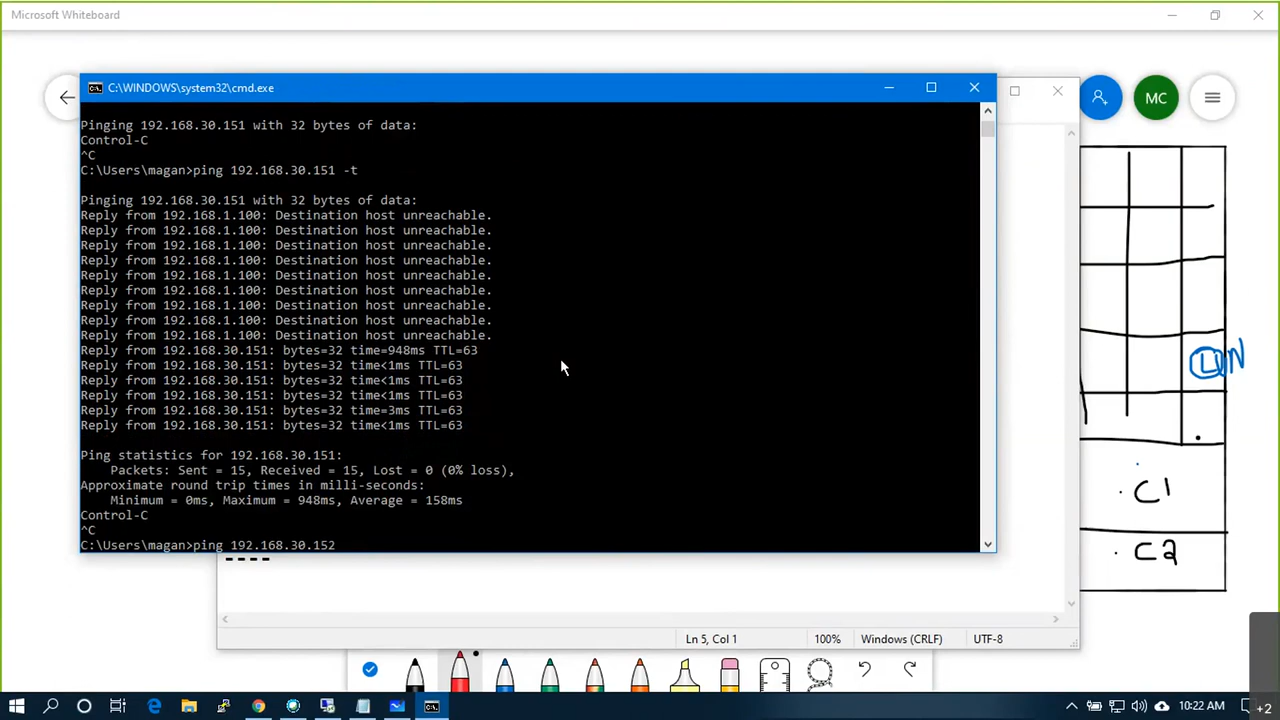 Microsoft Whiteboard
C:\WINDOWS\system32\cmd.exe
MC
Pinging 192.168.30.151 with 32 bytes of data:
Control-C
^C
C:\Users\magan>ping 192.168.30.151 -t
Pinging 192.168.30.151 with 32 bytes of data:
Reply from 192.168.1.100: Destination host unreachable.
Reply from 192.168.1.100: Destination host unreachable.
Reply from 192.168.1.100: Destination host unreachable.
Reply from 192.168.1.100: Destination host unreachable.
Reply from 192.168.1.100: Destination host unreachable.
Reply from 192.168.1.100: Destination host unreachable.
Reply from 192.168.1.100: Destination host unreachable.
Reply from 192.168.1.100: Destination host unreachable.
Reply from 192.168.1.100: Destination host unreachable.
Reply from 192.168.30.151: bytes=32 time=948ms TTL=63
Reply from 192.168.30.151: bytes=32 time<1ms TTL=63
Reply from 192.168.30.151: bytes=32 time<1ms TTL=63
Reply from 192.168.30.151: bytes=32 time<1ms TTL=63
Reply from 192.168.30.151: bytes=32 time=3ms TTL=63
Reply from 192.168.30.151: bytes=32 time<1ms TTL=63
LUN
Ping statistics for 192.168.30.151:
Packets: Sent = 15, Received = 15, Lost = 0 (0% loss),
Approximate round trip times in milli-seconds:
Minimum = 0ms, Maximum = 948ms, Average = 158ms
C1
Control-C
^C
C:\Users\magan>ping 192.168.30.152
C2
----
Ln 5, Col 1
100%
Windows (CRLF)
UTF-8
10:22 AM
+2